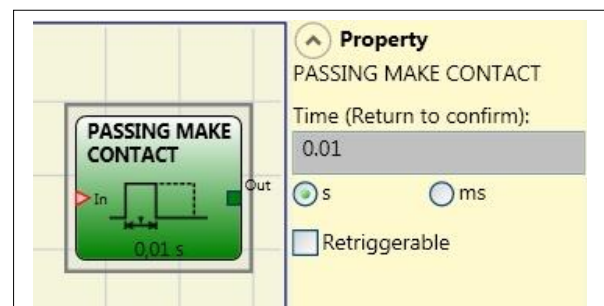 PASSING MAKE
CONTACT
In
Out
T
0,01 s
Property
PASSING MAKE CONTACT
Time (Return to confirm):
0.01
s
ms
Retriggerable